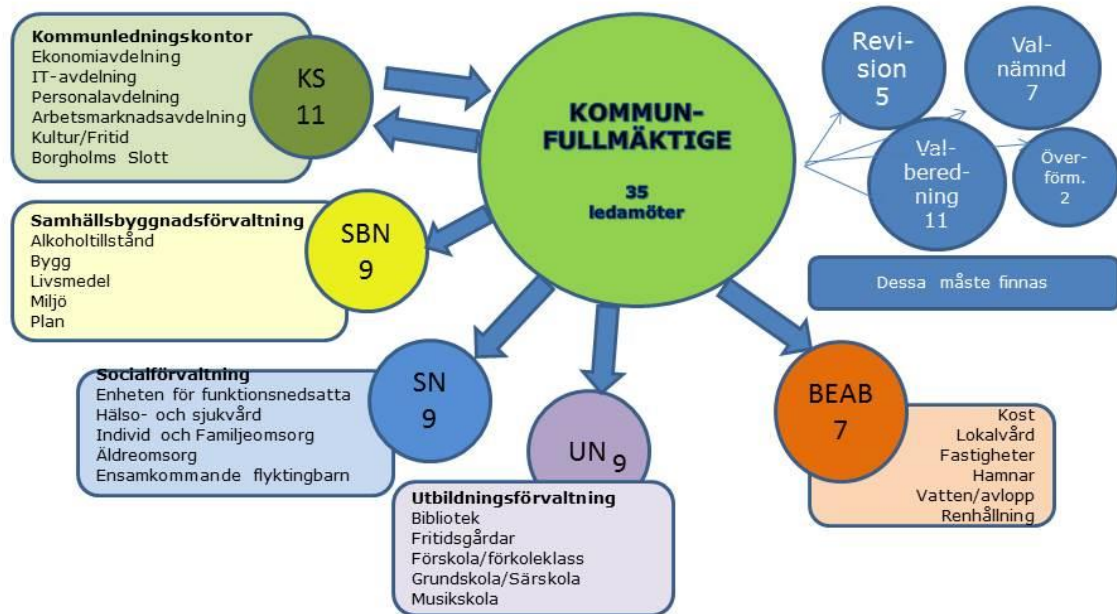 Kommunledningskontor
Ekonomiavdelning
IT-avdelning
Personalavdelning
Arbetsmarknadsavdelning
Kultur/Fritid
Borgholms Slott
KS
11
KOMMUN-
FULLMÄKTIGE
35
ledamöter
Revi-
sion
5
Val-
nämnd
7
Val-
bered-
ning
11
Över-
förm.
2
Dessa måste finnas
Samhällsbyggnadsförvaltning
Alkoholtillstånd
Bygg
Livsmedel
Miljö
Plan
SBN
9
Socialförvaltning
Enheten för funktionsnedsatta
Hälso- och sjukvård
Individ och Familjeomsorg
Äldreomsorg
Ensamkommande flyktingbarn
SN
9
UN 9
Utbildningsförvaltning
Bibliotek
Fritidsgårdar
Förskola/förkoleklass
Grundskola/Särskola
Musikskola
BEAB
7
Kost
Lokalvård
Fastigheter
Hamnar
Vatten/avlopp
Renhållning